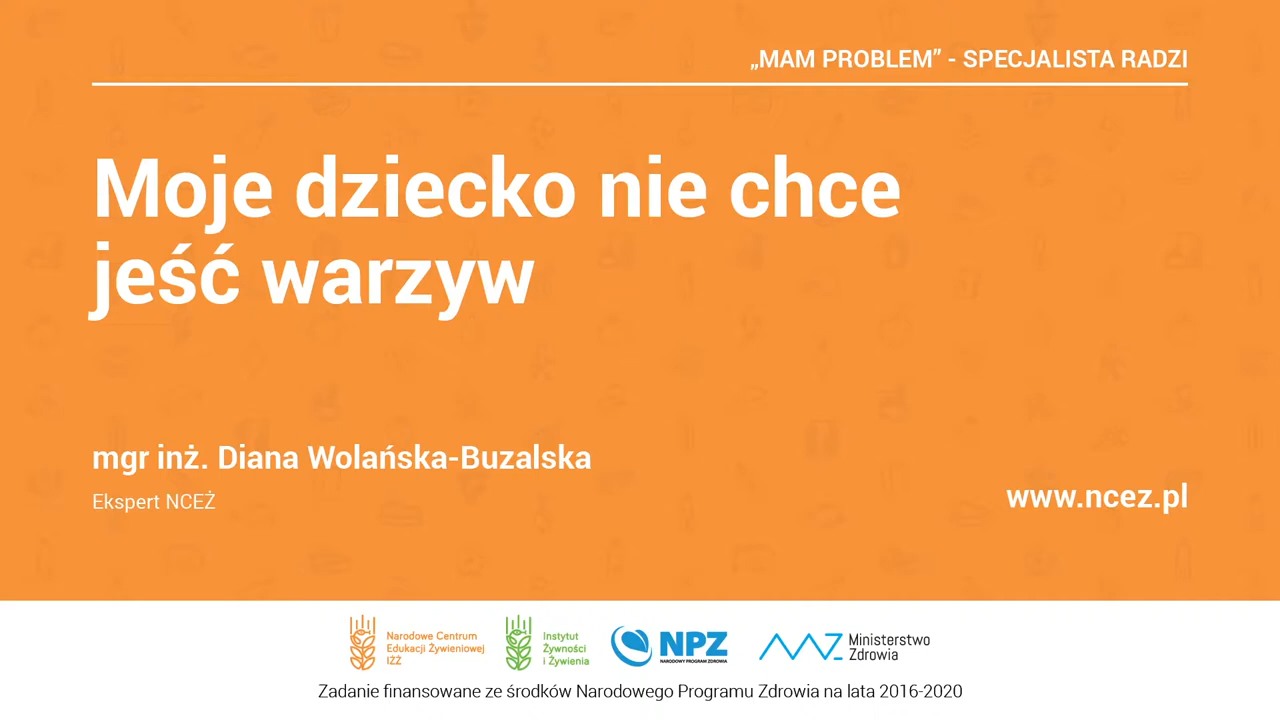 „MAM PROBLEM” - SPECJALISTA RADZI
Moje dziecko nie chce
jeść warzyw
mgr inż. Diana Wolańska-Buzalska
Ekspert NCEŻ
www.ncez.pl
Narodowe Centrum
Edukacji Żywieniowej
IŻŻ
Instytut
Żywności
i Żywienia
NPZ
NARODOWY PROGRAM ZDROWIA
Ministerstwo
Zdrowia
Zadanie finansowane ze środków Narodowego Programu Zdrowia na lata 2016-2020